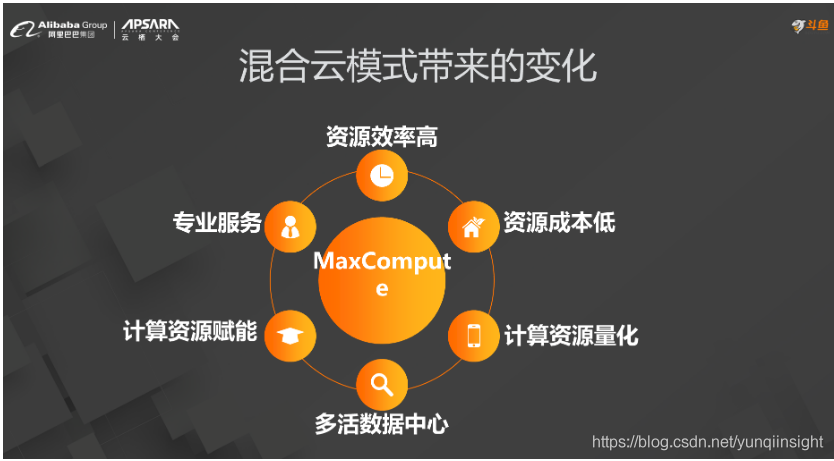 Alibaba Group
阿里巴巴集团
APSARA
云栖大会
斗鱼
混合云模式带来的变化
资源效率高
专业服务
资源成本低
MaxComput
e
计算资源赋能
计算资源量化
多活数据中心
https://blog.csdn.net/yunqiinsight